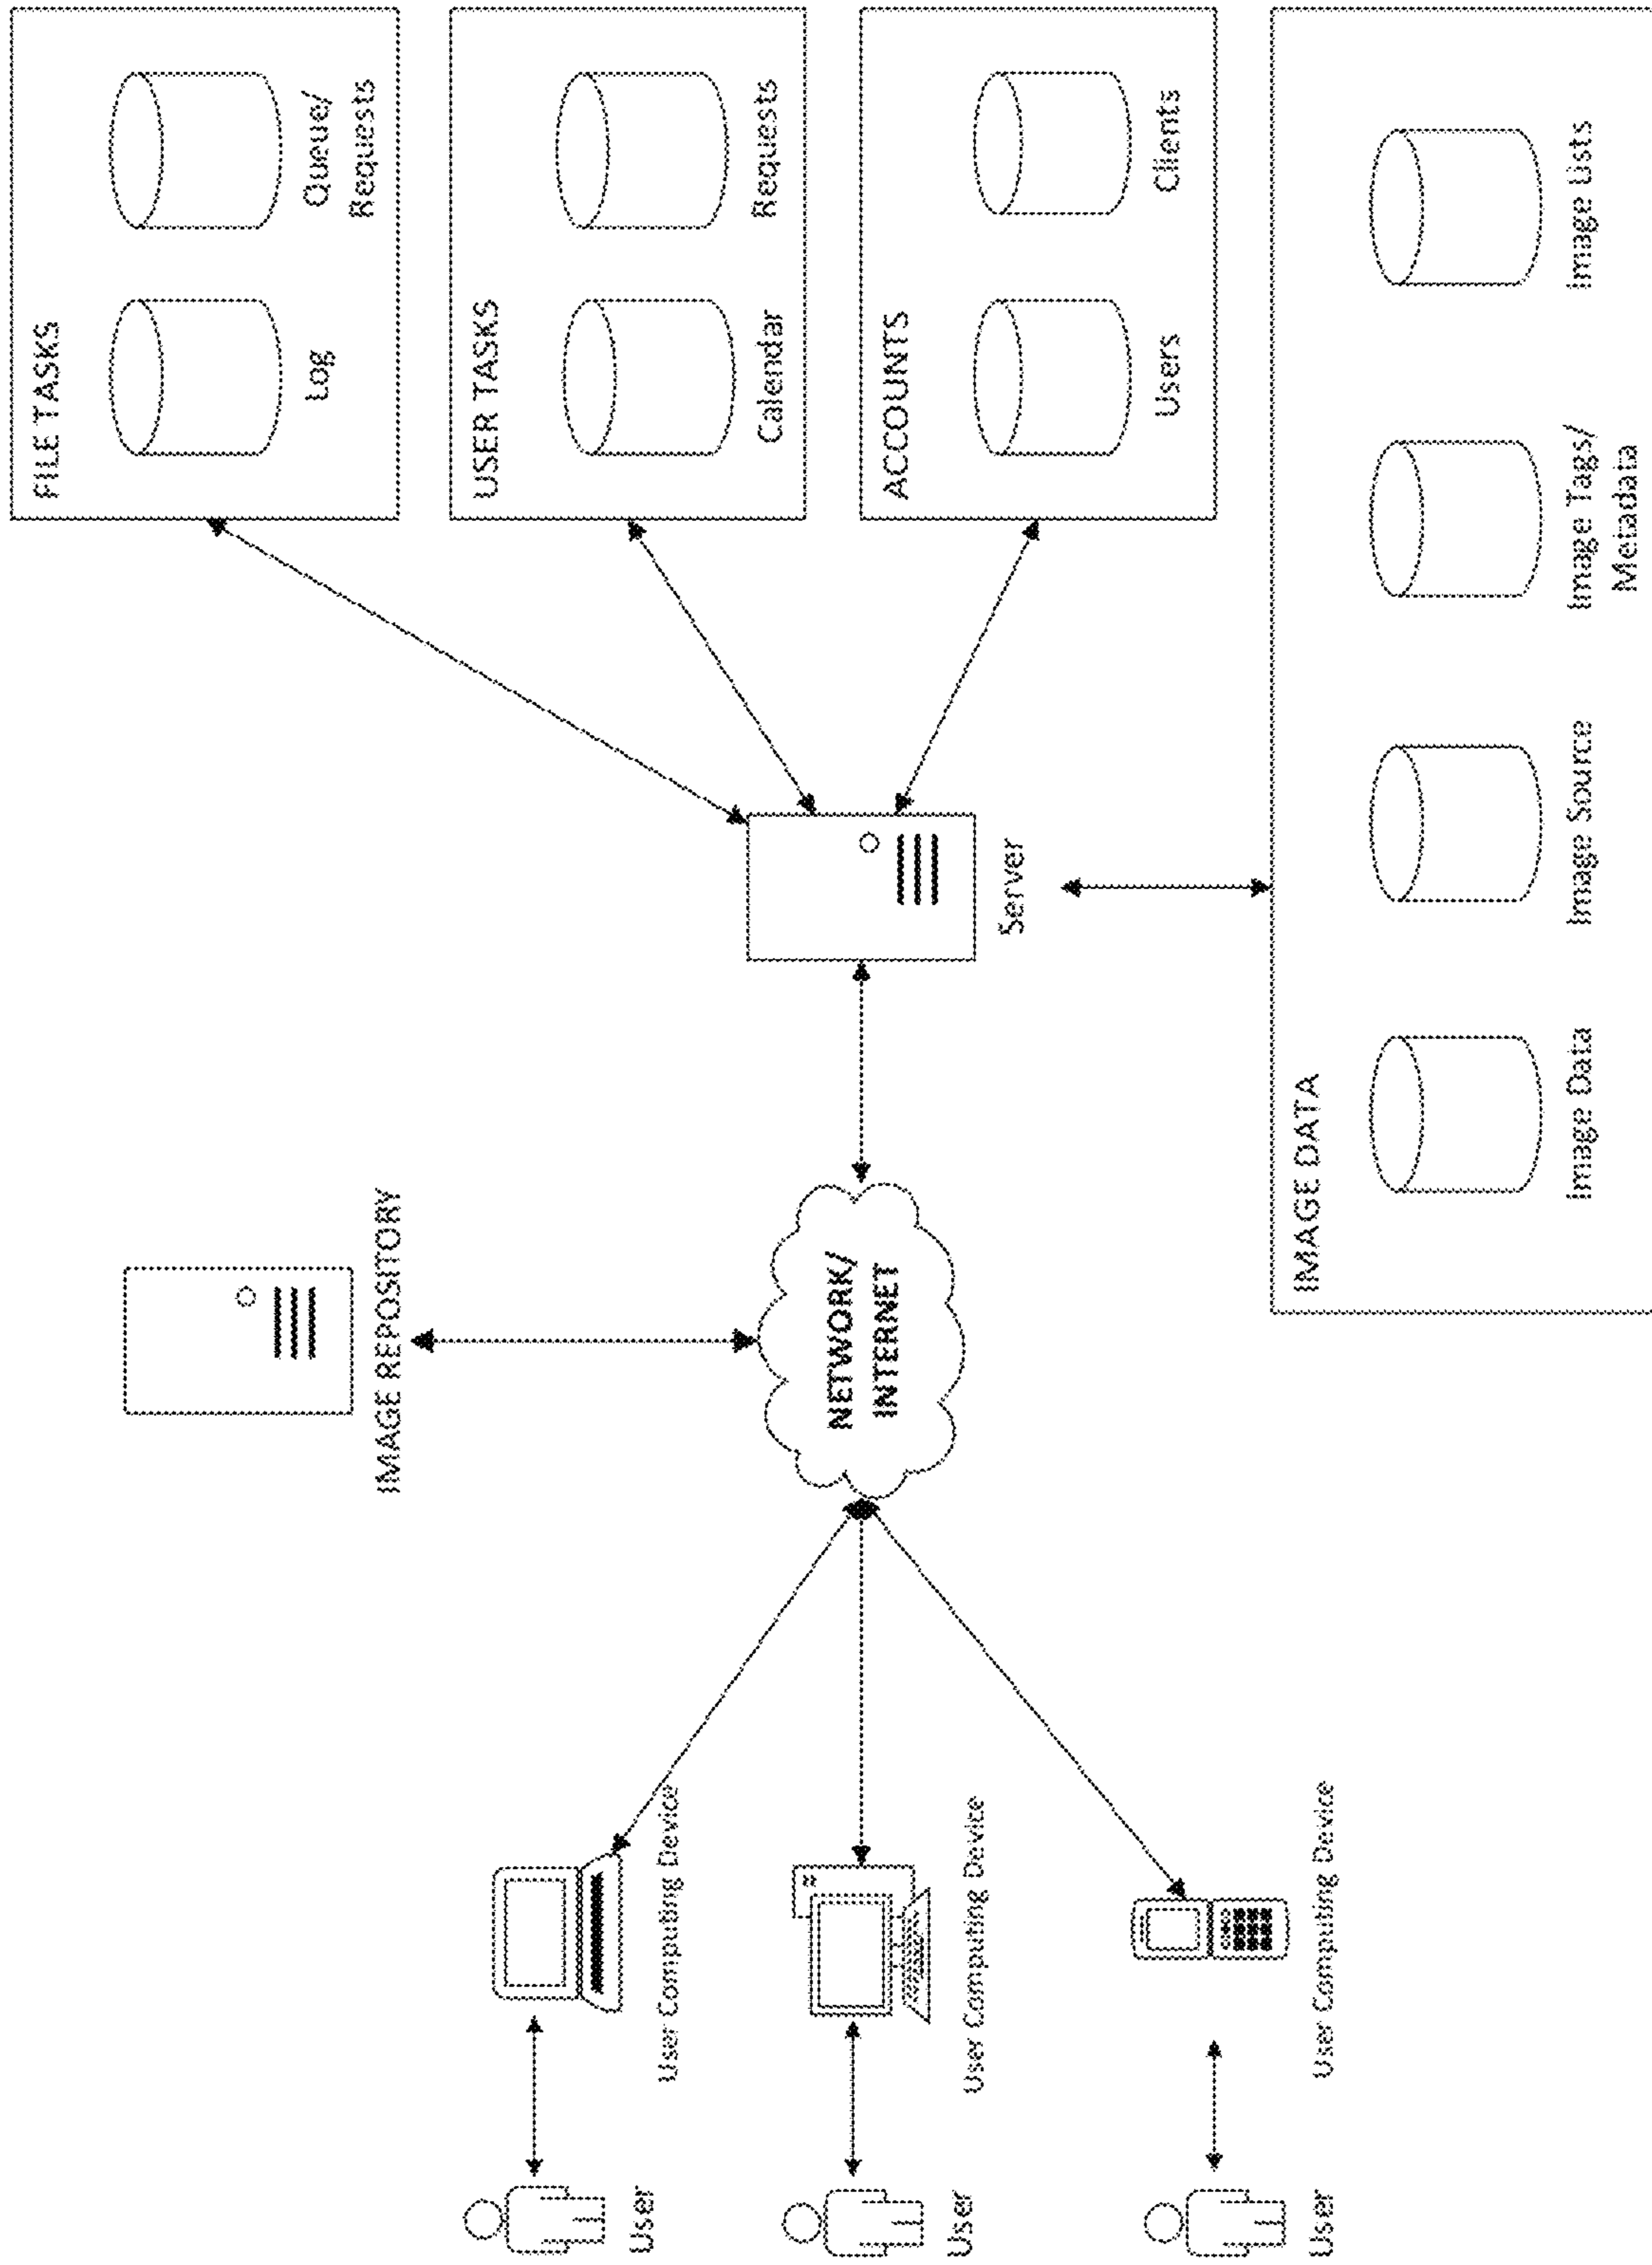 FILE TASKS
Log
Queue/
Requests
IMAGE REPOSITORY
USER TASKS
Calendar
Requests
User
User Computing Device
NETWORK/
INTERNET
ACCOUNTS
Users
Clients
User
User Computing Device
Server
IMAGE DATA
User
User Computing Device
Image Data
Image Source
Image Tags/
Metadata
Image Lists